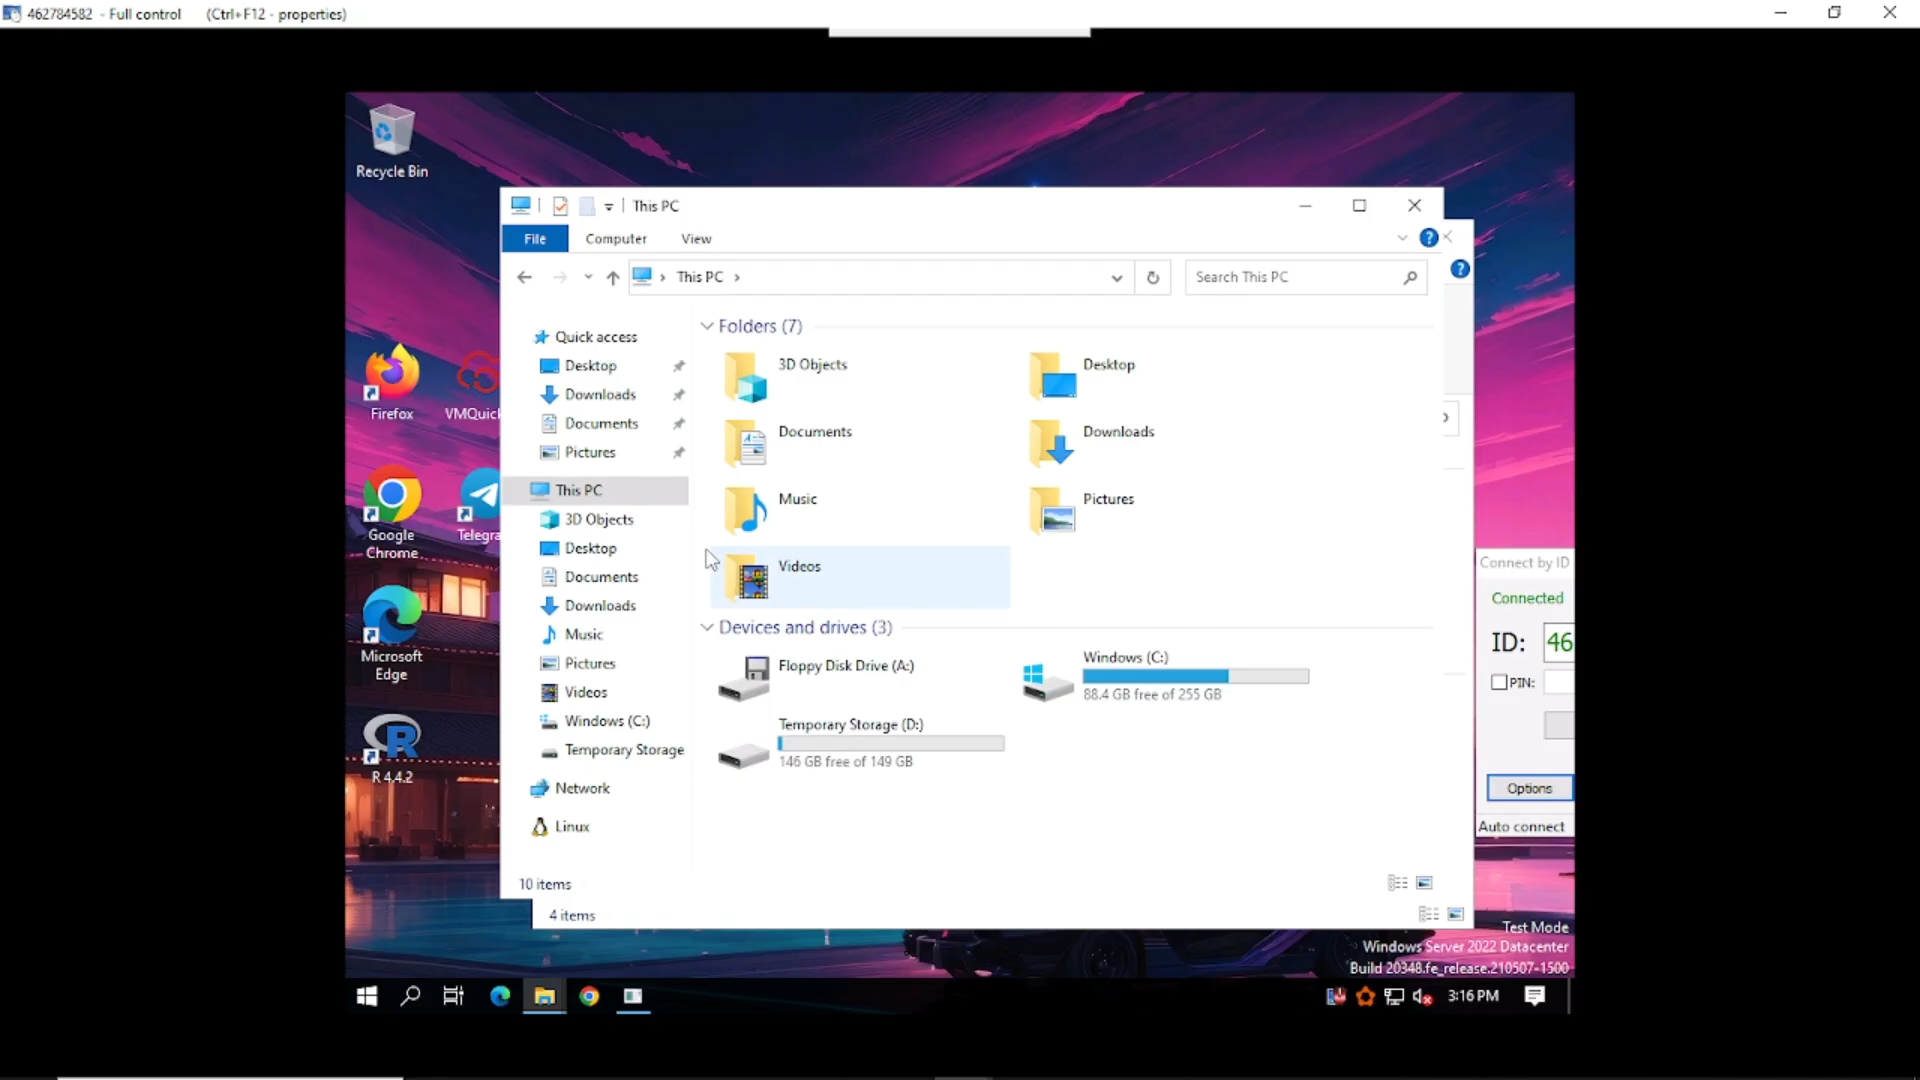 462784582 - Full control (Ctrl+F12 - properties)
Recycle Bin
This PC
File Computer View
This PC
Search This PC
Quick access
Desktop
Downloads
Documents
Pictures
This PC
3D Objects
Desktop
Documents
Downloads
Music
Pictures
Videos
Windows (C:)
Temporary Storage
Network
Linux
Folders (7)
3D Objects
Desktop
Documents
Downloads
Music
Pictures
Videos
Devices and drives (3)
Floppy Disk Drive (A:)
Windows (C:)
88.4 GB free of 255 GB
Temporary Storage (D:)
146 GB free of 149 GB
10 items
4 items
Firefox
VMQuick
Google
Chrome
Telegra
Microsoft
Edge
R 4.4.2
Connect by ID
Connected
ID: 46
PIN:
Options
Auto connect
Test Mode
Windows Server 2022 Datacenter
Build 20348.fe_release.210507-1500
3:16 PM